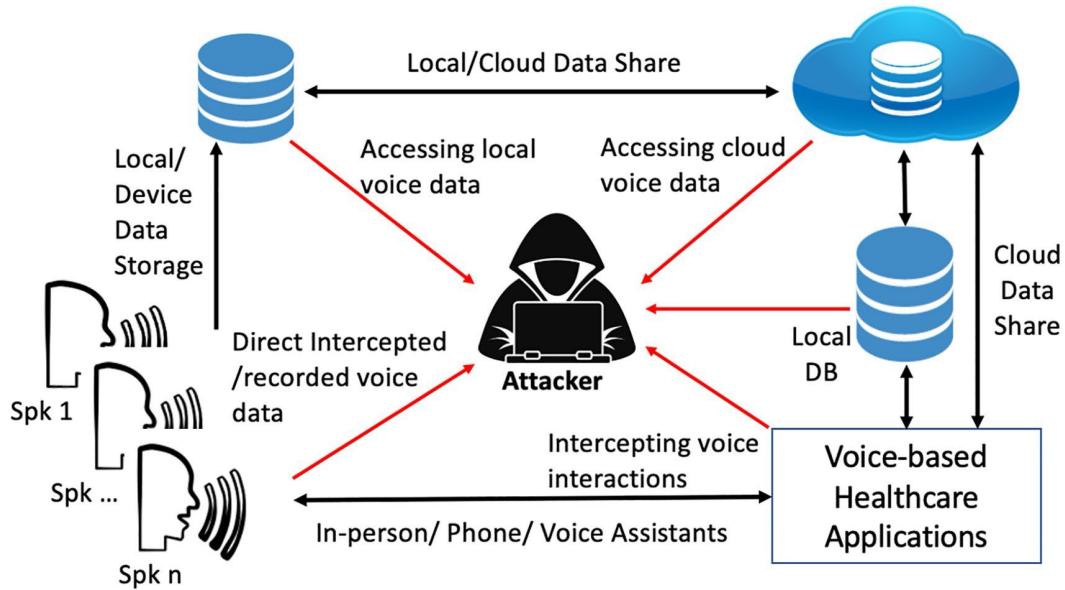 Local/Cloud Data Share
Local/
Device
Data
Storage
Accessing local
voice data
Accessing cloud
voice data
Cloud
Data
Share
Local
DB
Direct Intercepted
/recorded voice
data
Attacker
Spk 1
Spk ...
Spk n
Intercepting voice
interactions
In-person/ Phone/ Voice Assistants
Voice-based
Healthcare
Applications